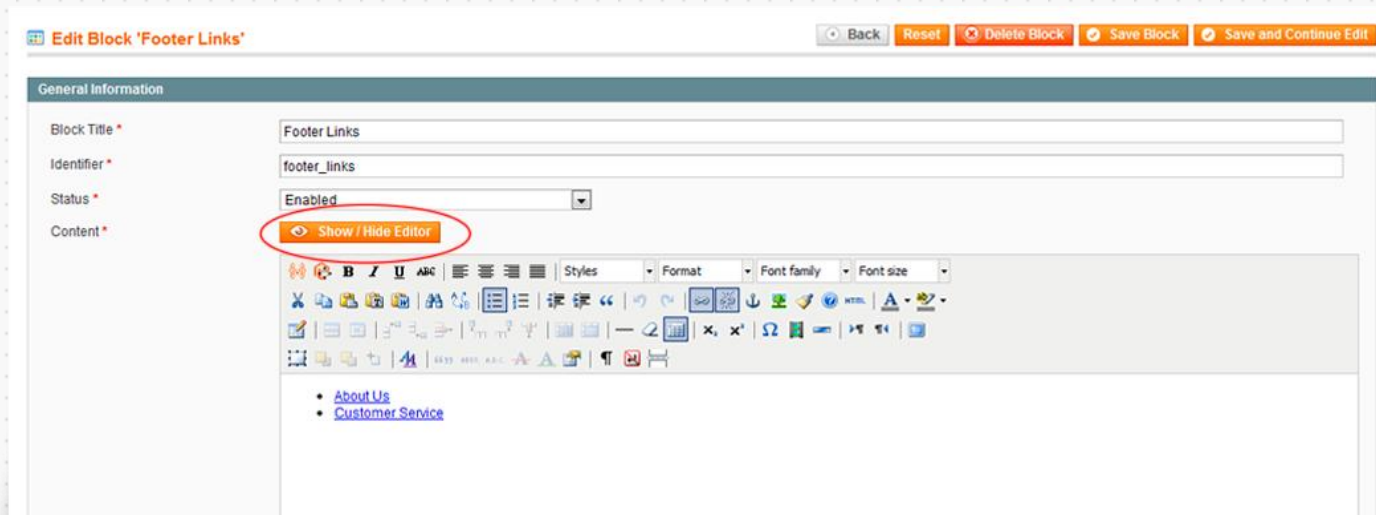 Edit Block 'Footer Links'
Back Reset Delete Block Save Block Save and Continue Edit
General Information
Block Title *
Footer Links
Identifier *
footer_links
Status *
Enabled
Content *
Show / Hide Editor
B I U ABC Styles Format Font family Font size
HTML A
A A A
About Us
Customer Service